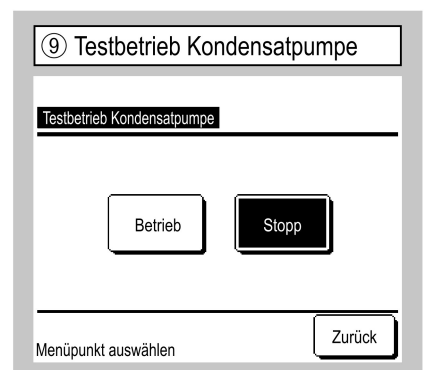 ⑨ Testbetrieb Kondensatpumpe
Testbetrieb Kondensatpumpe
Betrieb Stopp
Zurück
Menüpunkt auswählen